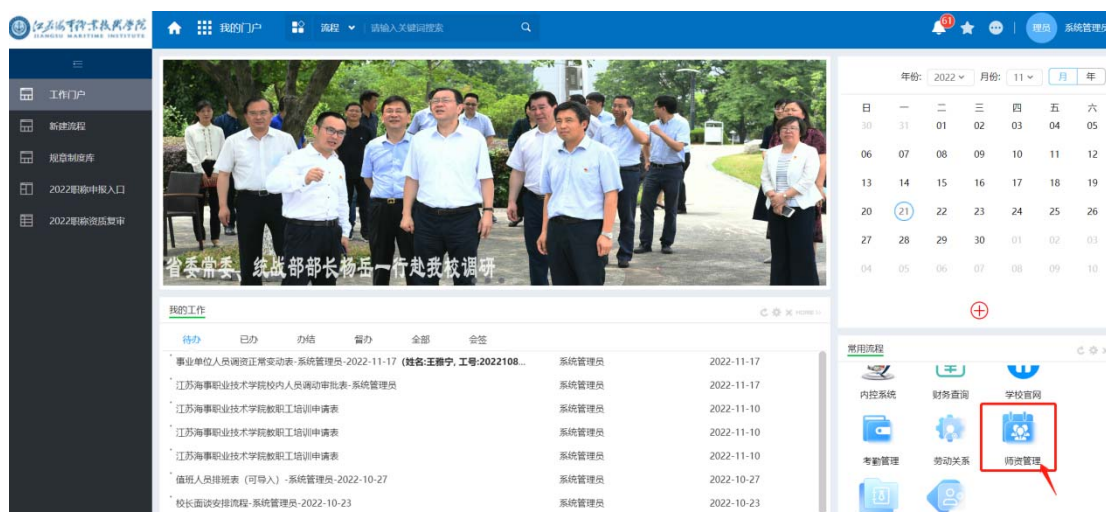 江苏海事职业技术学院
JIANGSU MARITIME INSTITUTE
我的门户
流程
请输入关键词搜索
61
理员
系统管理员
工作门户
新建流程
规章制度库
2022职称申报入口
2022职称资质复审
省委常委、统战部部长杨岳一行赴我校调研
年份: 2022 月份: 11 月 年
日 一 二 三 四 五 六
30 31 01 02 03 04 05
06 07 08 09 10 11 12
13 14 15 16 17 18 19
20 21 22 23 24 25 26
27 28 29 30 01 02 03
04 05 06 07 08 09 10
我的工作
HOME
待办 已办 办结 督办 全部 会签
事业单位人员调资正常变动表-系统管理员-2022-11-17 (姓名:王雅宁, 工号:2022108... 系统管理员 2022-11-17
江苏海事职业技术学院校内人员调动审批表-系统管理员 系统管理员 2022-11-17
江苏海事职业技术学院教职工培训申请表 系统管理员 2022-11-10
江苏海事职业技术学院教职工培训申请表 系统管理员 2022-11-10
江苏海事职业技术学院教职工培训申请表 系统管理员 2022-11-10
值班人员排班表（可导入）-系统管理员-2022-10-27 系统管理员 2022-10-27
校长面谈安排流程-系统管理员-2022-10-23 系统管理员 2022-10-23
常用流程
内控系统 财务查询 学校官网
考勤管理 劳动关系 师资管理